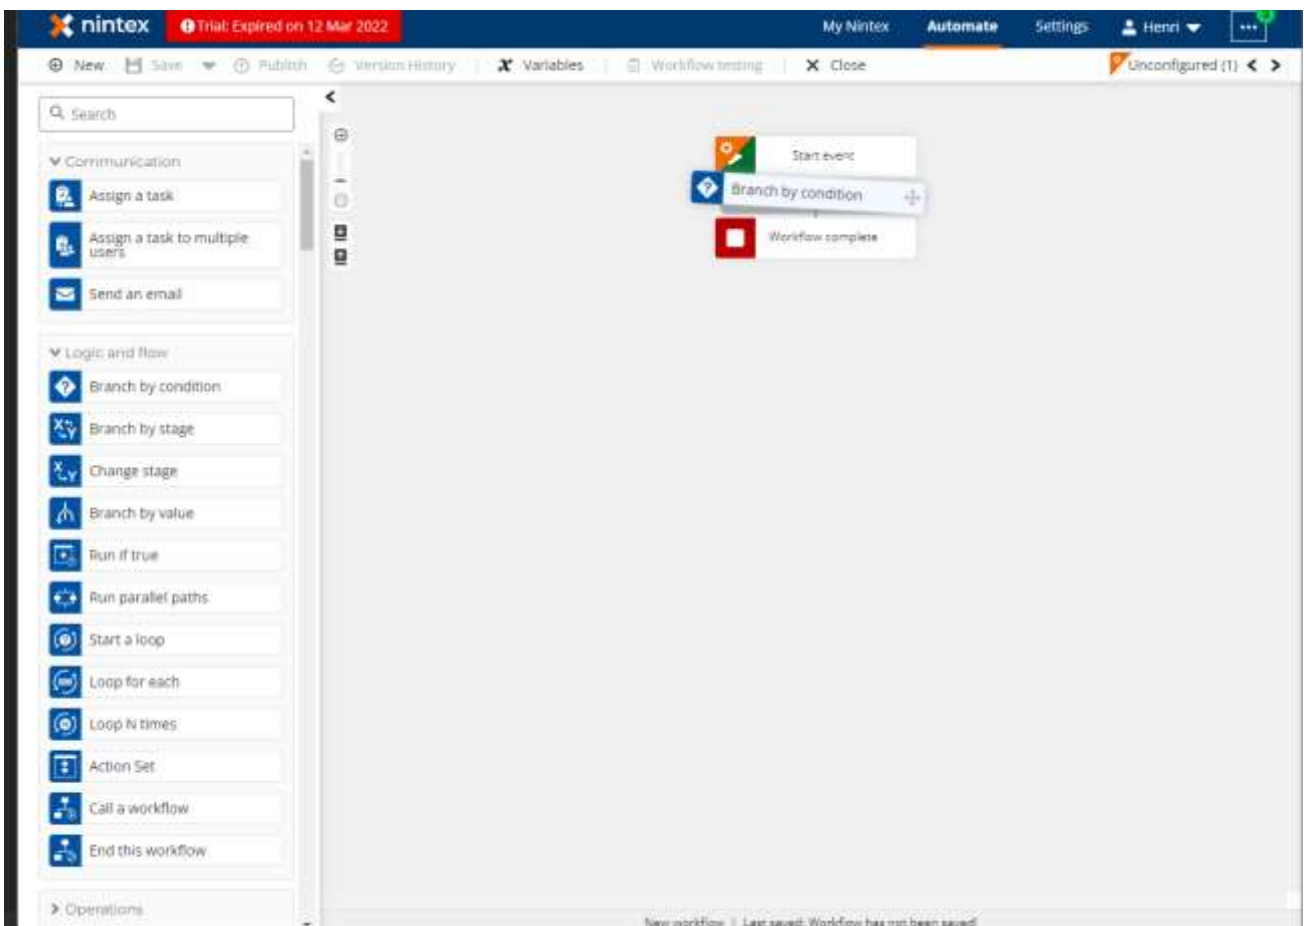 nintex
Trial: Expired on 12 Mar 2022
My Nintex
Automate
Settings
Henri
New
Save
Publish
Version History
Variables
Workflow testing
Close
Unconfigured (1)
Search
Communication
Assign a task
Assign a task to multiple
users
Send an email
Logic and flow
Branch by condition
Branch by stage
Change stage
Branch by value
Run if true
Run parallel paths
Start a loop
Loop for each
Loop N times
Action Set
Call a workflow
End this workflow
Operations
Start event
Branch by condition
Workflow complete
New workflow | Last saved: Workflow has not been saved